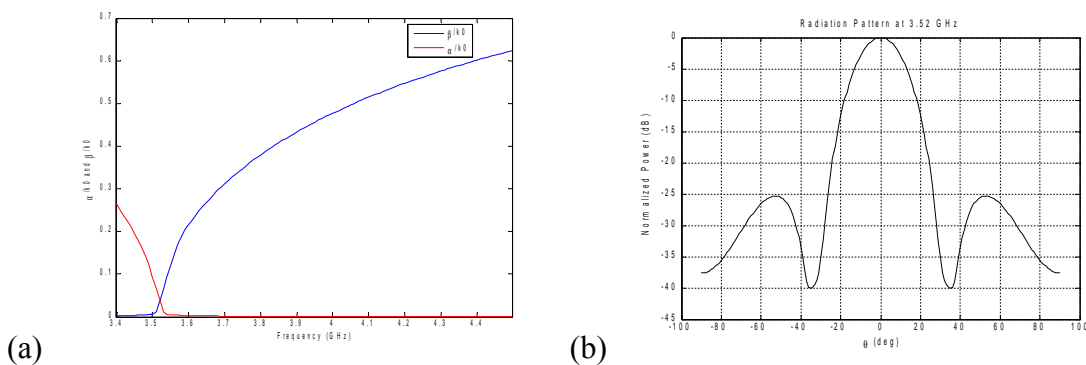 0.7
0.6
0.5
0.4
0.3
0.2
0.1
0
α/k0 and β/k0
β/k0
α/k0
3.4 3.5 3.6 3.7 3.8 3.9 4 4.1 4.2 4.3 4.4
Frequency (GHz)
(a)
Radiation Pattern at 3.52 GHz
0
-5
-10
-15
-20
-25
-30
-35
-40
-45
Normalized Power(dB)
-100 -80 -60 -40 -20 0 20 40 60 80 100
θ (deg)
(b)